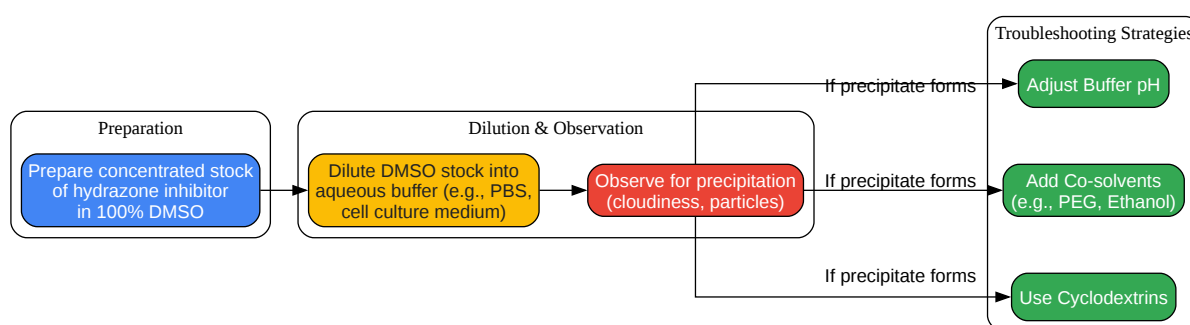 Preparation
Prepare concentrated stock
of hydrazone inhibitor
in 100% DMSO
Dilution & Observation
Dilute DMSO stock into
aqueous buffer (e.g., PBS,
cell culture medium)
Observe for precipitation
(cloudiness, particles)
If precipitate forms
If precipitate forms
If precipitate forms
Troubleshooting Strategies
Adjust Buffer pH
Add Co-solvents
(e.g., PEG, Ethanol)
Use Cyclodextrins